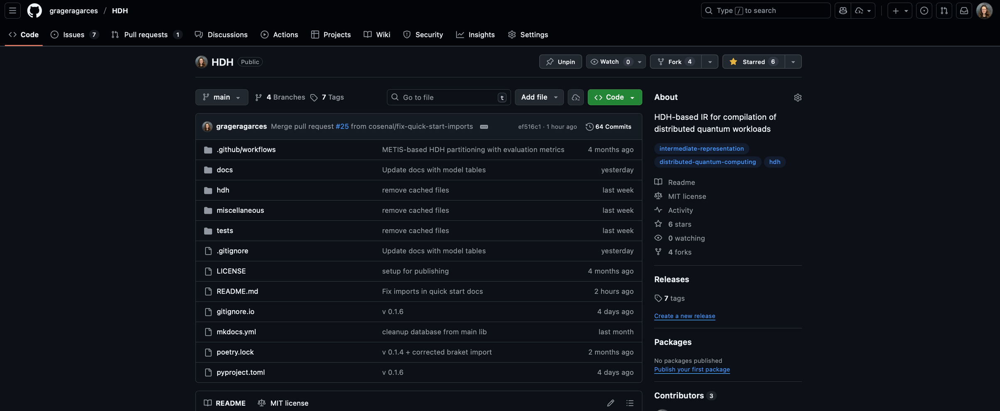 grageragarces / HDH
Type / to search
Code Issues 7 Pull requests 1 Discussions Actions Projects Wiki Security Insights Settings
HDH Public
Unpin Watch 0 Fork 4 Starred 6
main 4 Branches 7 Tags Go to file t Add file Code
grageragarces Merge pull request #25 from cosenal/fix-quick-start-imports ef516c1 · 1 hour ago 64 Commits
.github/workflows METIS-based HDH partitioning with evaluation metrics 4 months ago
docs Update docs with model tables yesterday
hdh remove cached files last week
miscellaneous remove cached files last week
tests remove cached files last week
.gitignore Update docs with model tables yesterday
LICENSE setup for publishing 4 months ago
README.md Fix imports in quick start docs 2 hours ago
gitignore.io v 0.1.6 4 days ago
mkdocs.yml cleanup database from main lib last month
poetry.lock v 0.1.4 + corrected braket import 2 months ago
pyproject.toml v 0.1.6 4 days ago
README MIT license
About
HDH-based IR for compilation of
distributed quantum workloads
intermediate-representation
distributed-quantum-computing hdh
Readme
MIT license
Activity
6 stars
0 watching
4 forks
Releases
7 tags
Create a new release
Packages
No packages published
Publish your first package
Contributors 3